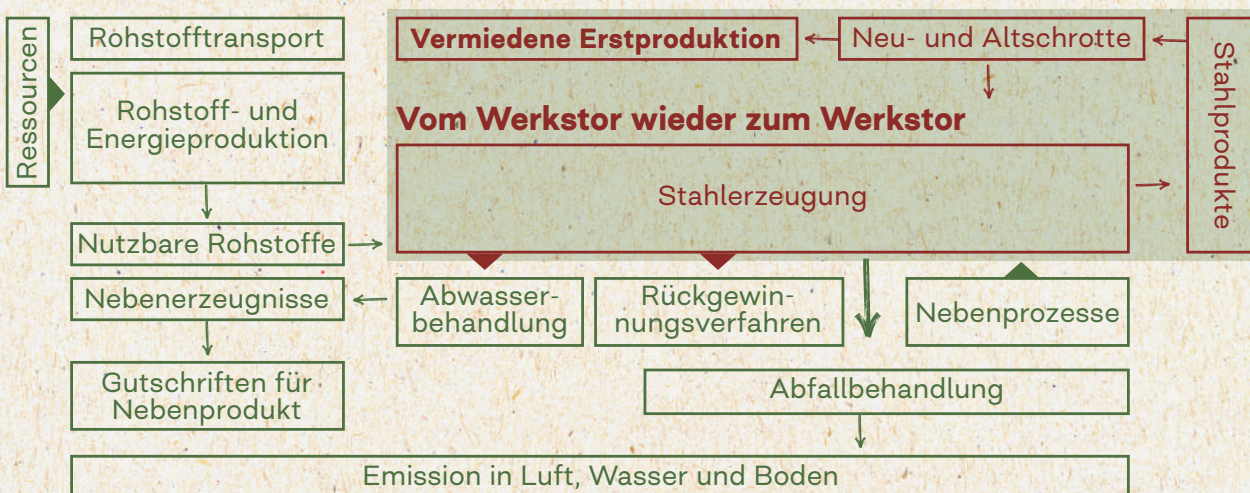 Ressourcen
Rohstofftransport
Rohstoff- und
Energieproduktion
Nutzbare Rohstoffe
Nebenerzeugnisse
Gutschriften für
Nebenprodukt
Vermiedene Erstproduktion
Neu- und Altschrotte
Vom Werkstor wieder zum Werkstor
Stahlerzeugung
Stahlprodukte
Abwasser-
behandlung
Rückgewin-
nungsverfahren
Nebenprozesse
Abfallbehandlung
Emission in Luft, Wasser und Boden